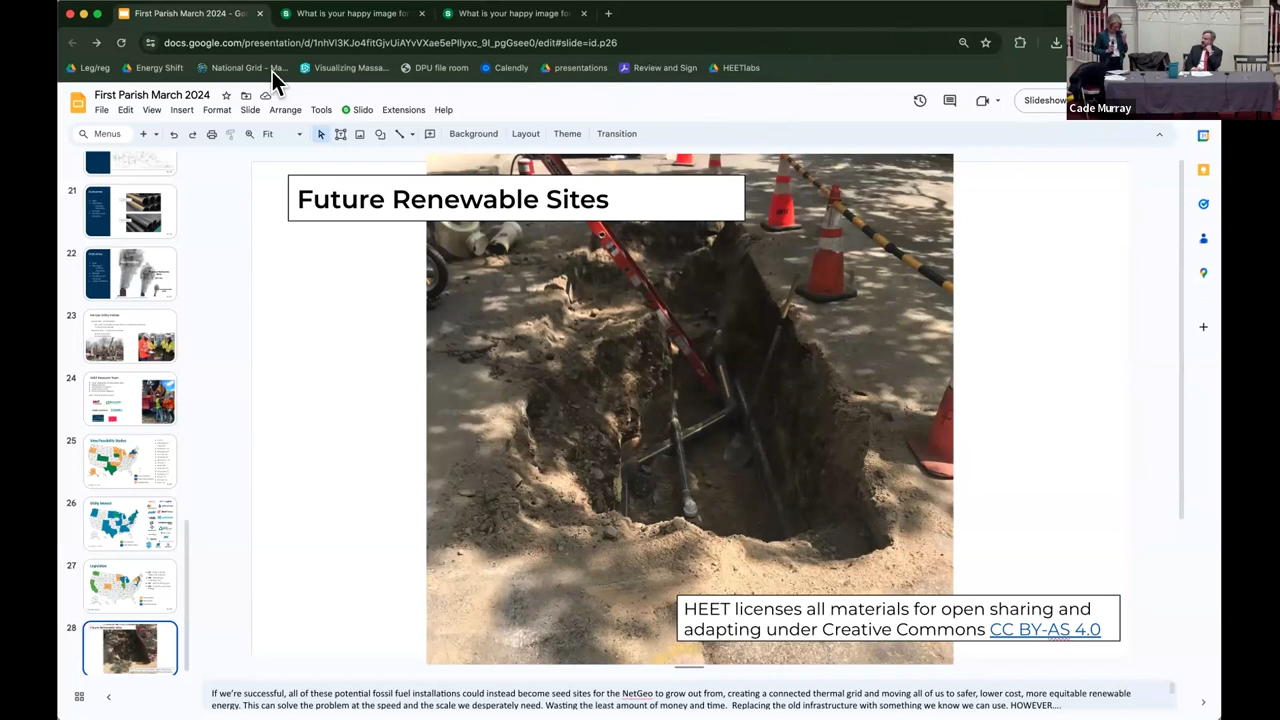 First Parish March 2024 - Go
What is your happy image for
What is your happy image for
docs.google.com/presentation/d/
Leg/reg
Energy Shift
National Grid - Ma...
Visualizing Massa...
DPU file room
Calendly
presentations
Review and Sign
HEETlabs
Cade Murray
First Parish March 2024
File Edit View Insert Format Slide Arrange Tools Slido Extensions Help
Slideshow
Menus
Fit
Background
Layout
Theme
Transition
21
22
23
24
25
26
27
28
Utility Interest
Legislation
Future Renewable Sites
HEET licenses all materials for open sharing and
adapting under Creative Commons CC BY-AS 4.0
If we're successful, all of these potential fossil fuel installations could instead become seed sites for the NetGeo to grow out from, creating a connected thermal grid and moving all of us to safer, lower cost, more equitable renewable
energy. This can solve the problem at the speed and the scale we desperately need. Wasting the least amount of money and time. Replacing the old infrastructure with something we know we can use. HOWEVER....